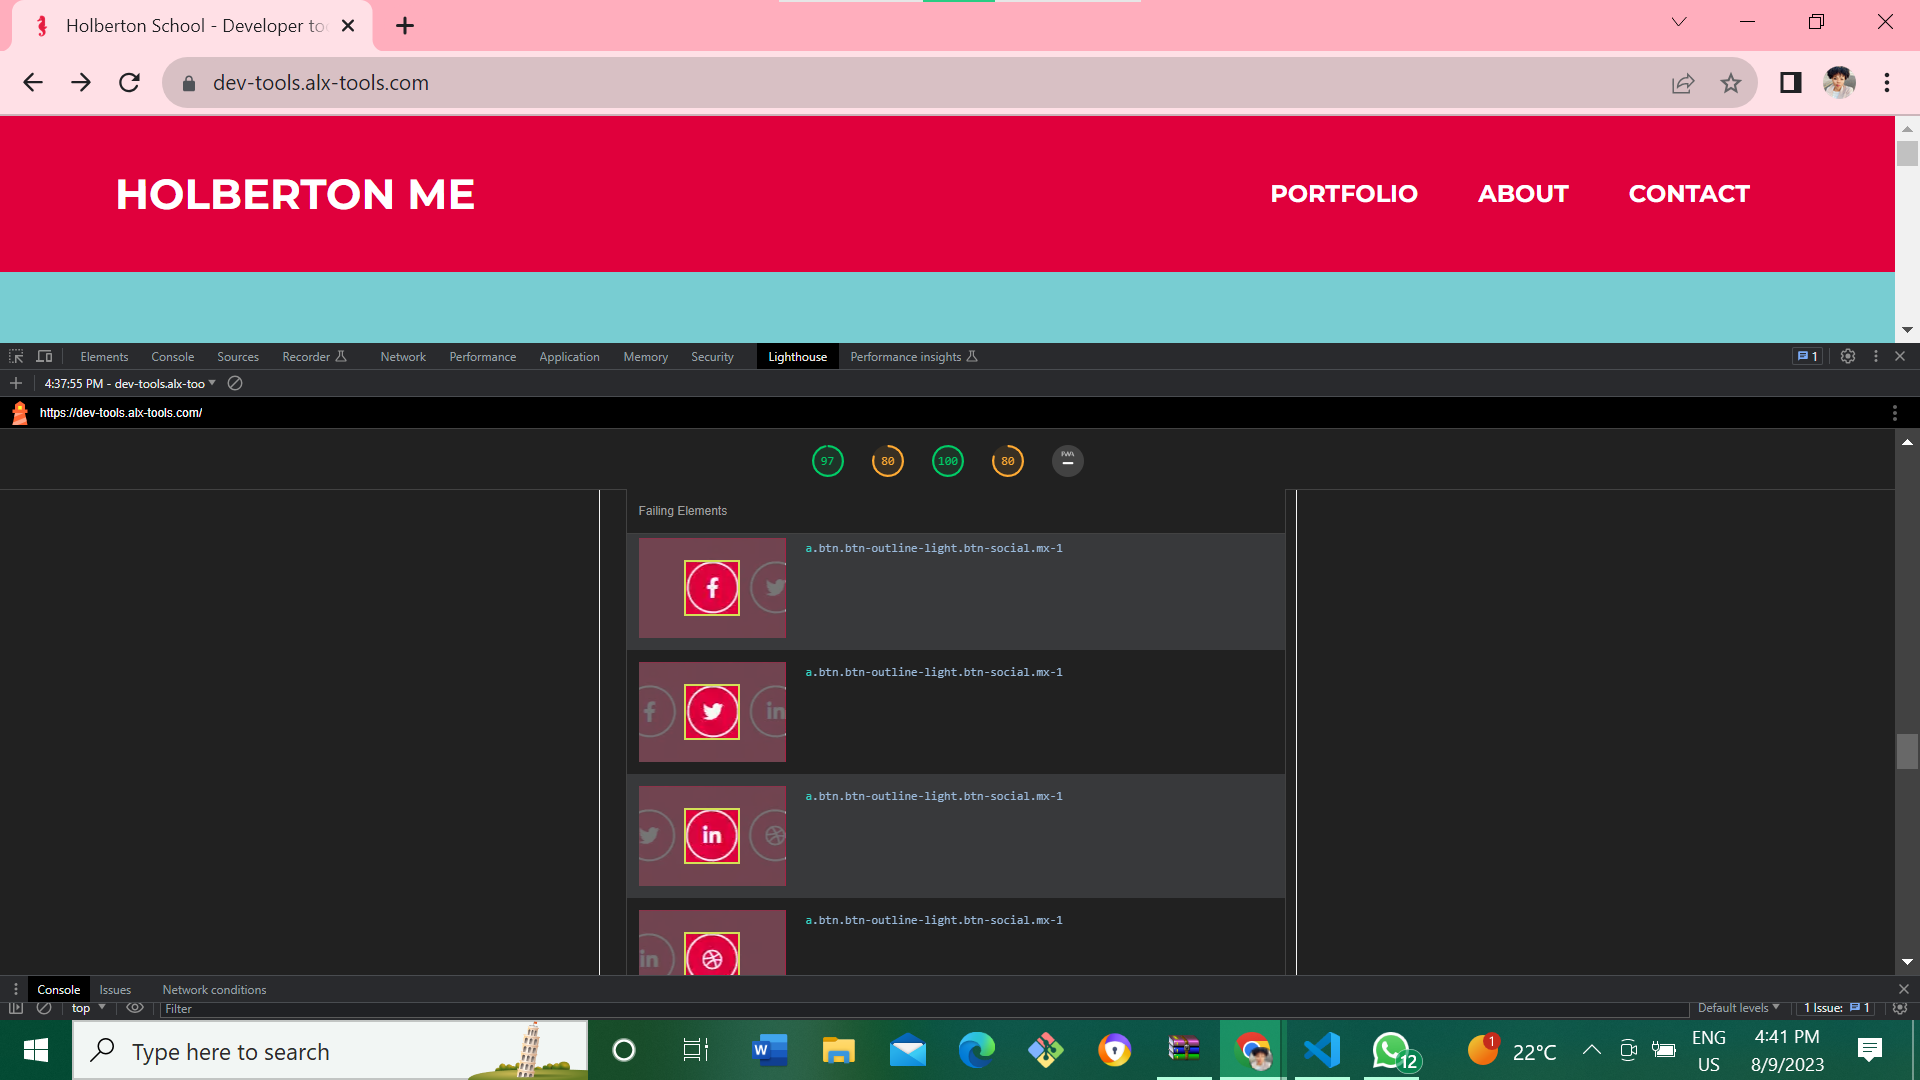 Holberton School - Developer too
dev-tools.alx-tools.com
HOLBERTON ME
PORTFOLIO ABOUT CONTACT
Elements Console Sources Recorder Network Performance Application Memory Security Lighthouse Performance insights 1
4:37:55 PM - dev-tools.alx-too
https://dev-tools.alx-tools.com/
97 80 100 80 PWA
Failing Elements
a.btn.btn-outline-light.btn-social.mx-1
f
a.btn.btn-outline-light.btn-social.mx-1
f in
a.btn.btn-outline-light.btn-social.mx-1
in
a.btn.btn-outline-light.btn-social.mx-1
in
Console Issues Network conditions
top Filter Default levels 1 Issue: 1
Type here to search
W
12
1
22°C
ENG
US
4:41 PM
8/9/2023